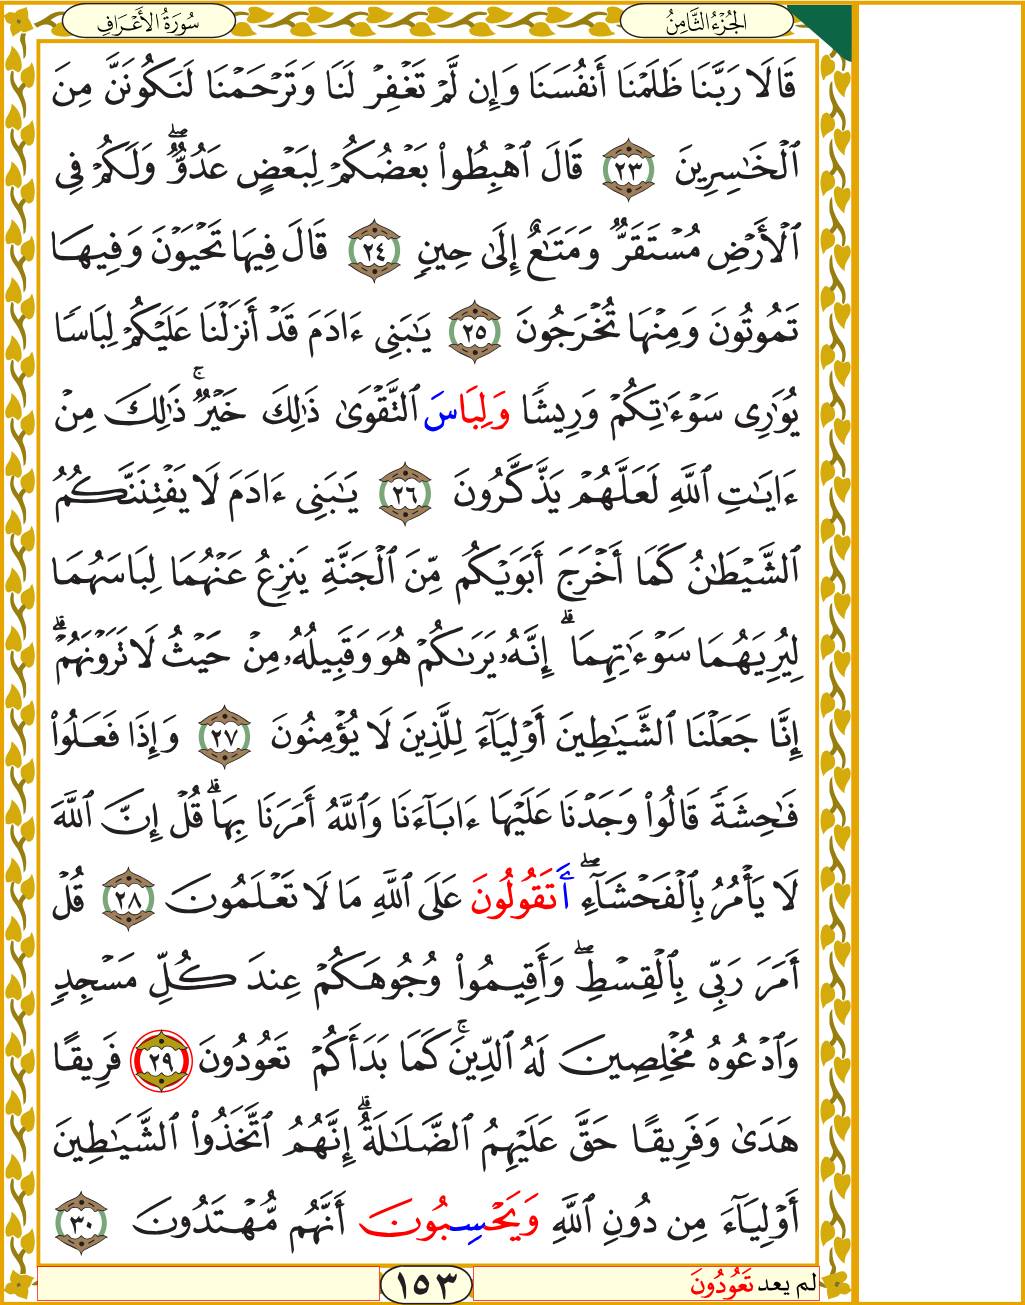 سُورَةُ الأَعْرَافِ
الجُزْءُ الثَّامِنُ
قَالَا رَبَّنَا ظَلَمْنَا أَنفُسَنَا وَإِن لَّمْ تَغْفِرْ لَنَا وَتَرْحَمْنَا لَنَكُونَنَّ مِنَ
ٱلْخَٰسِرِينَ ٢٣ قَالَ ٱهْبِطُوا۟ بَعْضُكُمْ لِبَعْضٍ عَدُوٌّۖ وَلَكُمْ فِى
ٱلْأَرْضِ مُسْتَقَرٌّ وَمَتَٰعٌ إِلَىٰ حِينٍ ٢٤ قَالَ فِيهَا تَحْيَوْنَ وَفِيهَا
تَمُوتُونَ وَمِنْهَا تُخْرَجُونَ ٢٥ يَٰبَنِى ءَادَمَ قَدْ أَنزَلْنَا عَلَيْكُمْ لِبَاسًا
يُوَٰرِى سَوْءَٰتِكُمْ وَرِيشًا وَلِبَاسَ ٱلتَّقْوَىٰ ذَٰلِكَ خَيْرٌۚ ذَٰلِكَ مِنْ
ءَايَٰتِ ٱللَّهِ لَعَلَّهُمْ يَذَّكَّرُونَ ٢٦ يَٰبَنِى ءَادَمَ لَا يَفْتِنَنَّكُمُ
ٱلشَّيْطَٰنُ كَمَا أَخْرَجَ أَبَوَيْكُم مِّنَ ٱلْجَنَّةِ يَنزِعُ عَنْهُمَا لِبَاسَهُمَا
لِيُرِيَهُمَا سَوْءَٰتِهِمَاۗ إِنَّهُۥ يَرَىٰكُمْ هُوَ وَقَبِيلُهُۥ مِنْ حَيْثُ لَا تَرَوْنَهُمْۗ
إِنَّا جَعَلْنَا ٱلشَّيَٰطِينَ أَوْلِيَآءَ لِلَّذِينَ لَا يُؤْمِنُونَ ٢٧ وَإِذَا فَعَلُوا۟
فَٰحِشَةً قَالُوا۟ وَجَدْنَا عَلَيْهَا ءَابَآءَنَا وَٱللَّهُ أَمَرَنَا بِهَاۗ قُلْ إِنَّ ٱللَّهَ
لَا يَأْمُرُ بِٱلْفَحْشَآءِۖ أَتَقُولُونَ عَلَى ٱللَّهِ مَا لَا تَعْلَمُونَ ٢٨ قُلْ
أَمَرَ رَبِّى بِٱلْقِسْطِۖ وَأَقِيمُوا۟ وُجُوهَكُمْ عِندَ كُلِّ مَسْجِدٍ
وَٱدْعُوهُ مُخْلِصِينَ لَهُ ٱلدِّينَۚ كَمَا بَدَأَكُمْ تَعُودُونَ ٢٩ فَرِيقًا
هَدَىٰ وَفَرِيقًا حَقَّ عَلَيْهِمُ ٱلضَّلَٰلَةُۗ إِنَّهُمُ ٱتَّخَذُوا۟ ٱلشَّيَٰطِينَ
أَوْلِيَآءَ مِن دُونِ ٱللَّهِ وَيَحْسِبُونَ أَنَّهُم مُّهْتَدُونَ ٣٠
لم يعد تَعُودُونَ
١٥٣